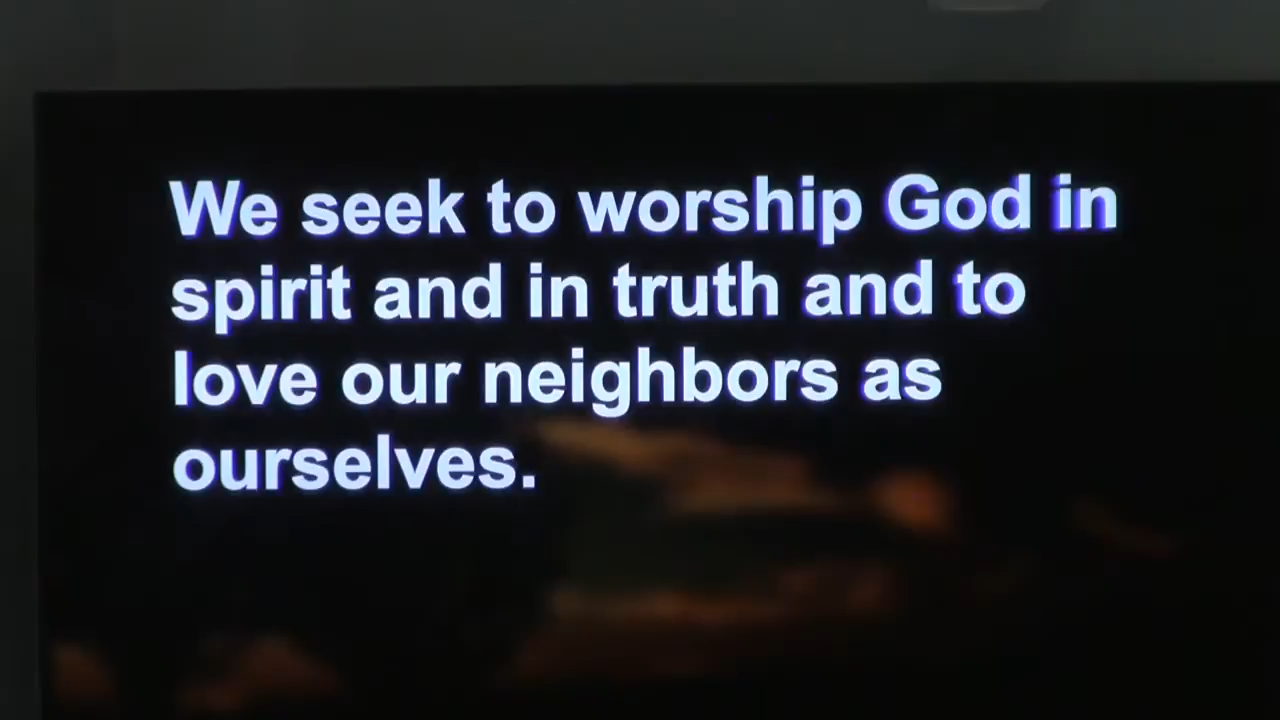 We seek to worship God in
spirit and in truth and to
love our neighbors as
ourselves.